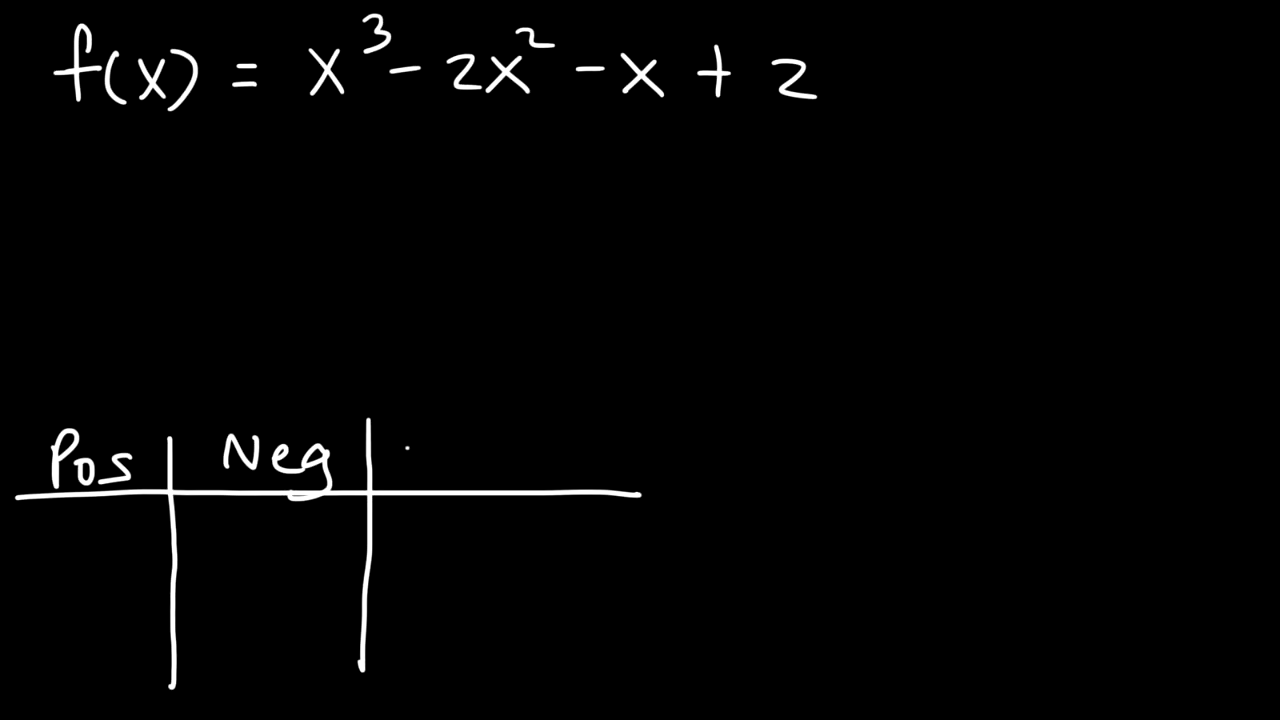 f(x) = x³ - 2x² - x + 2
Pos Neg